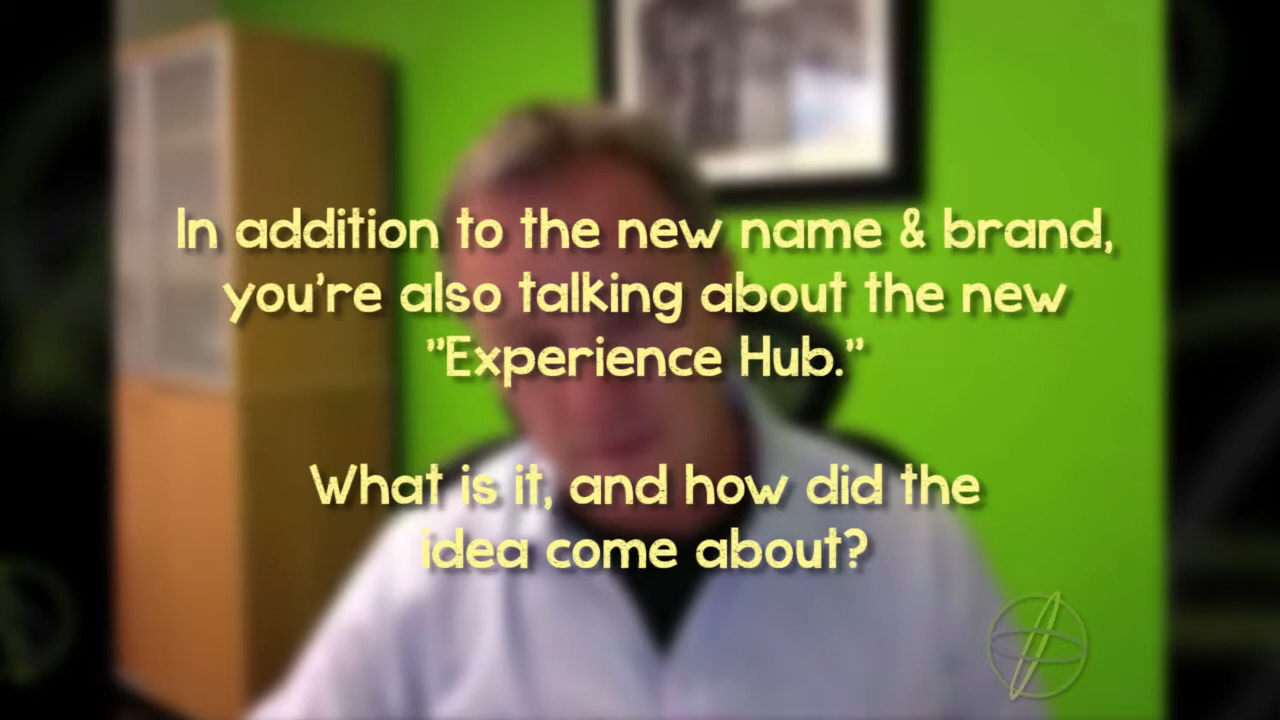 In addition to the new name & brand,
you're also talking about the new
"Experience Hub."
What is it, and how did the
idea come about?